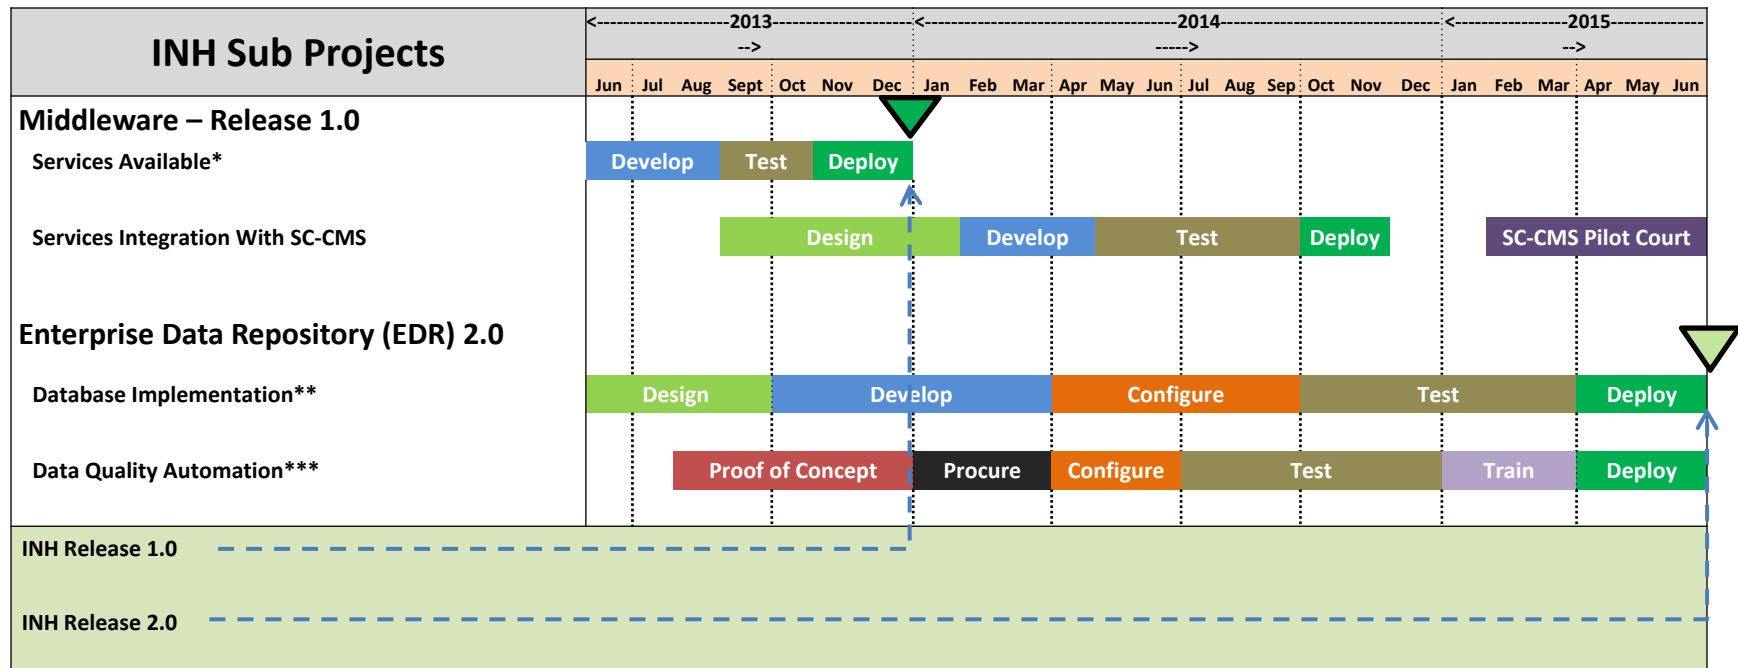 INH Sub Projects
<--------------------2013----------------
-->
<------------------------------------2014-------------------------------
----->
<----------------2015-------------
-->
Jun Jul Aug Sept Oct Nov Dec Jan Feb Mar Apr May Jun Jul Aug Sep Oct Nov Dec Jan Feb Mar Apr May Jun
Middleware – Release 1.0
Services Available* Develop Test Deploy
Services Integration With SC-CMS Design Develop Test Deploy SC-CMS Pilot Court
Enterprise Data Repository (EDR) 2.0
Database Implementation** Design Develop Configure Test Deploy
Data Quality Automation*** Proof of Concept Procure Configure Test Train Deploy
INH Release 1.0
INH Release 2.0